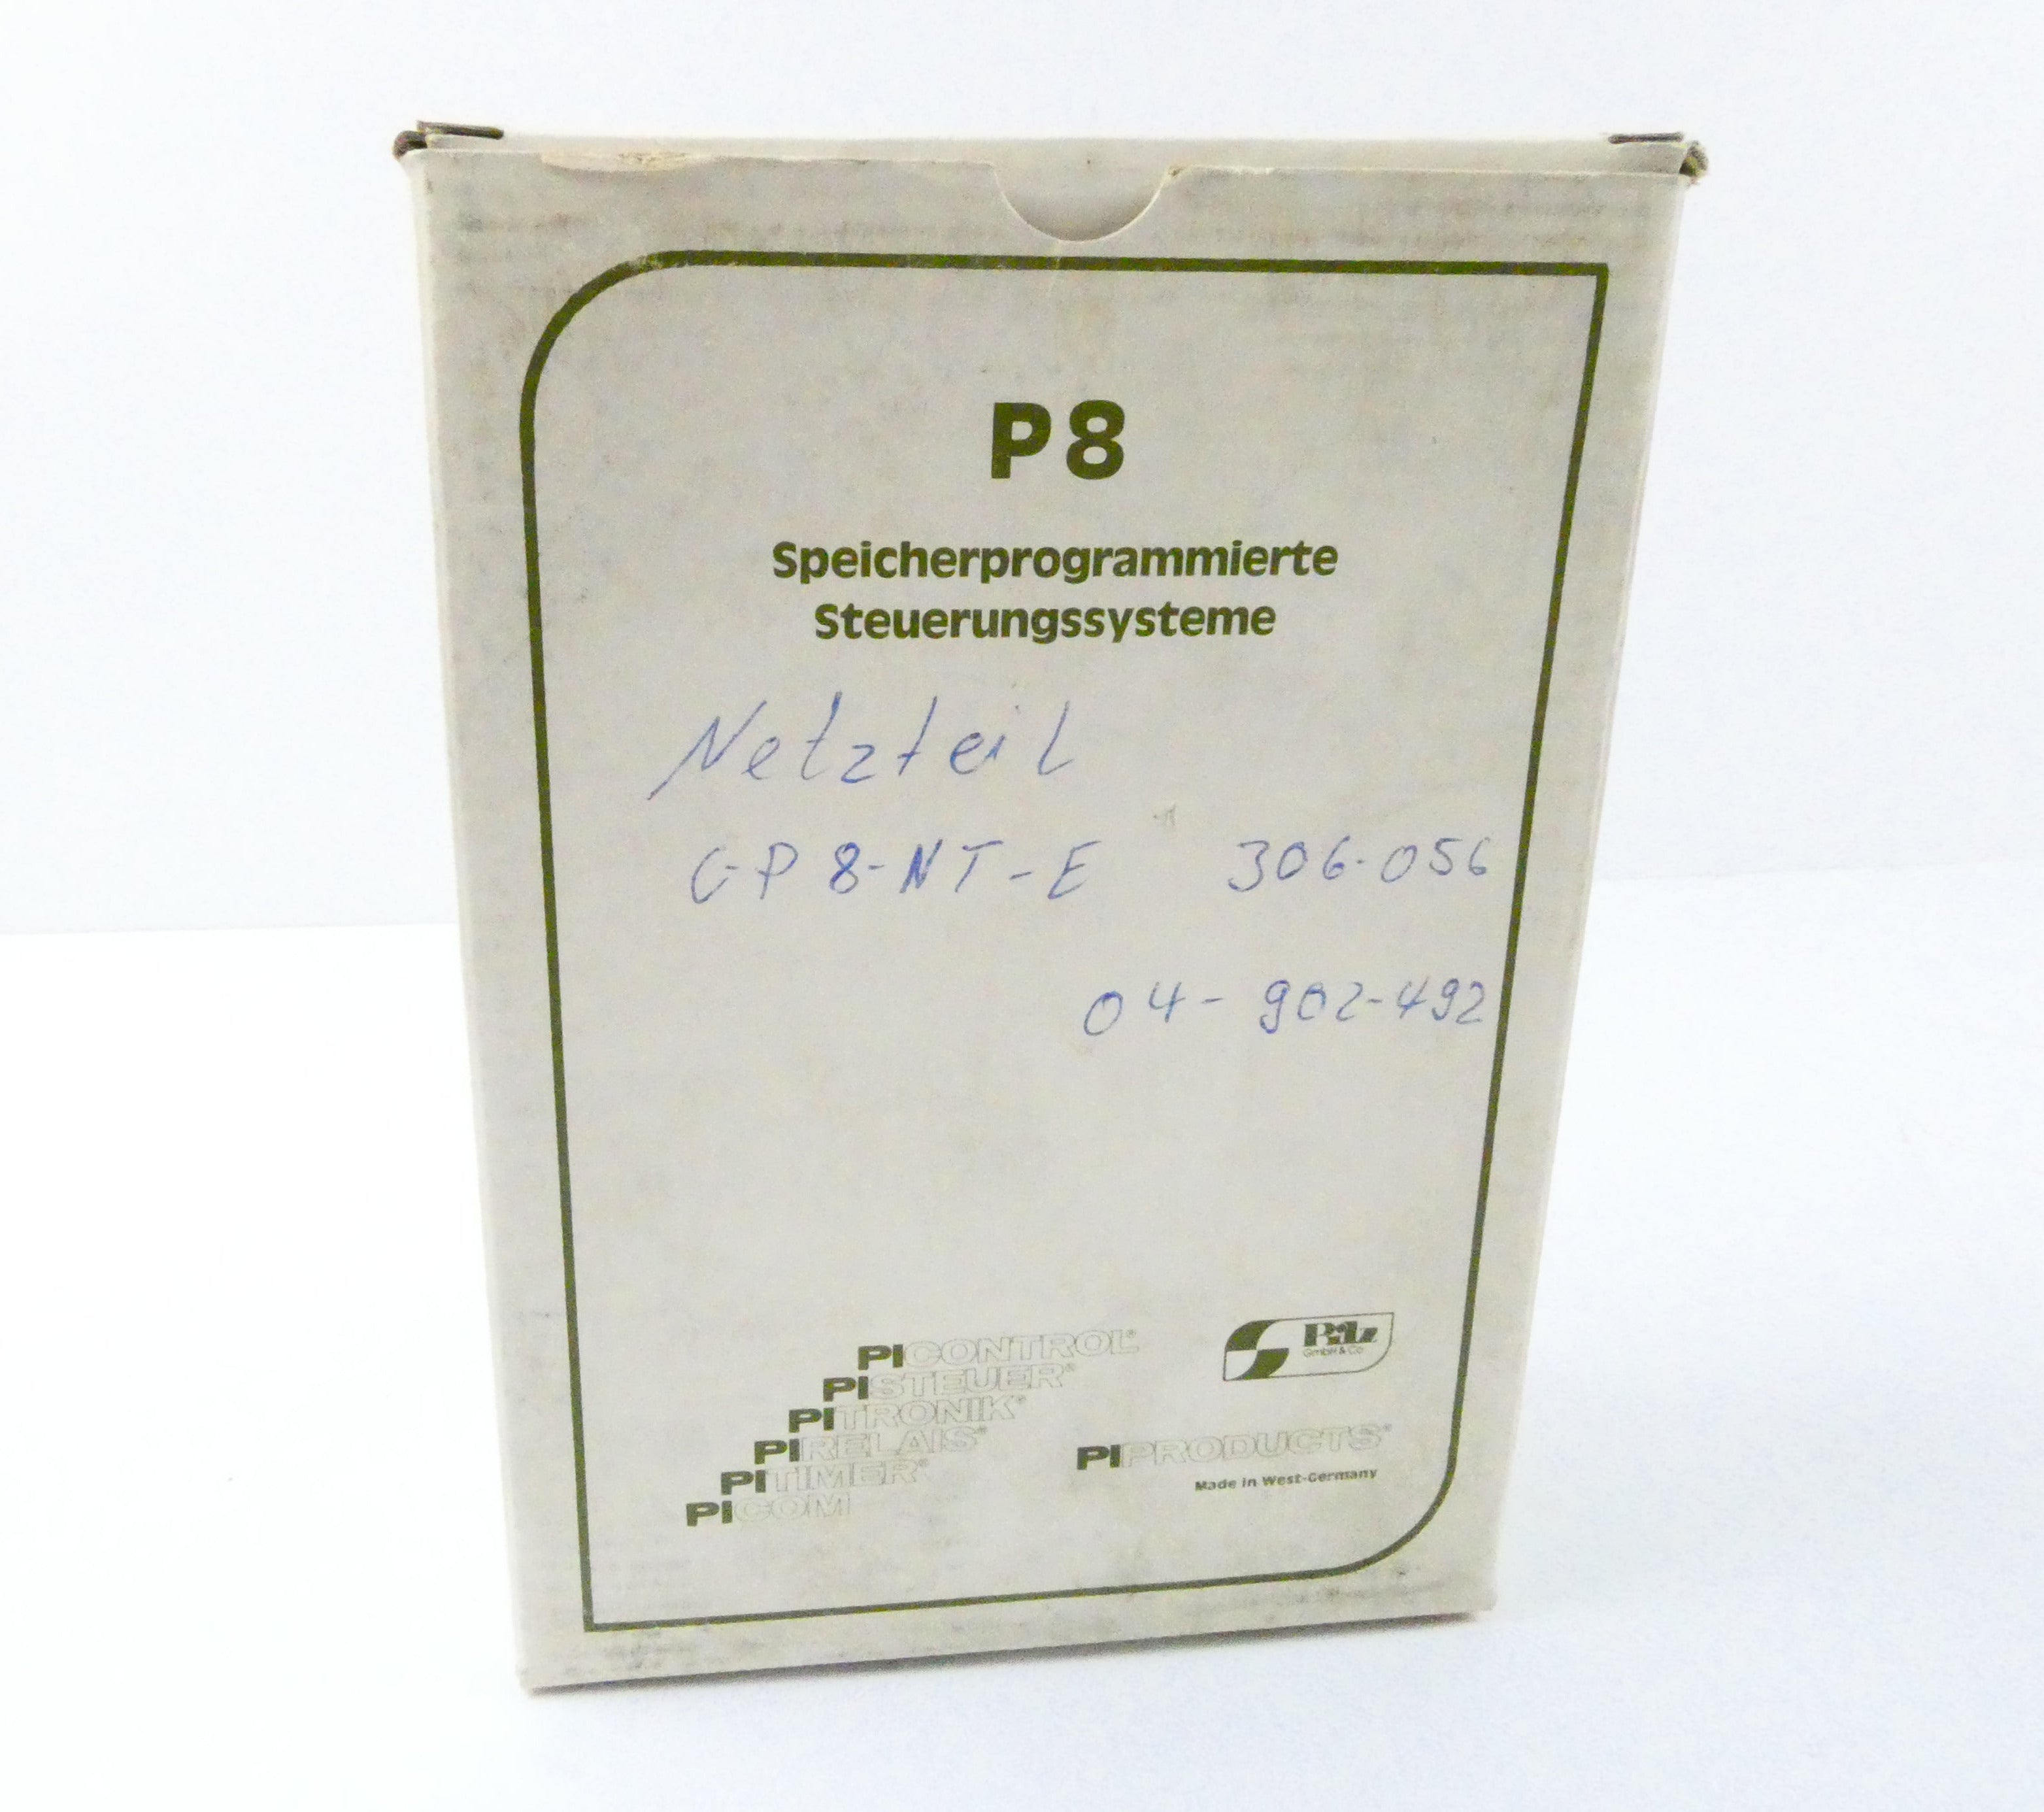 P8
Speicherprogrammierte
Steuerungssysteme
Netzteil
C-P8-NT-E 306-056
04-902-492
PICONTROL®
PISTEUER®
PITRONIK®
PIRELAIS®
PITIMER®
PICOM
Pilz
GmbH & Co
PIPRODUCTS®
Made in West-Germany